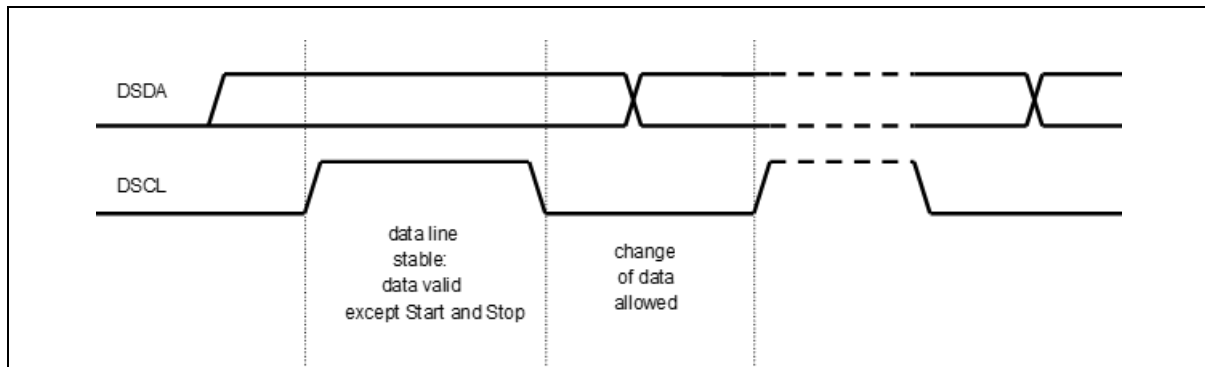 DSDA
DSCL
data line
stable:
data valid
except Start and Stop
change
of data
allowed